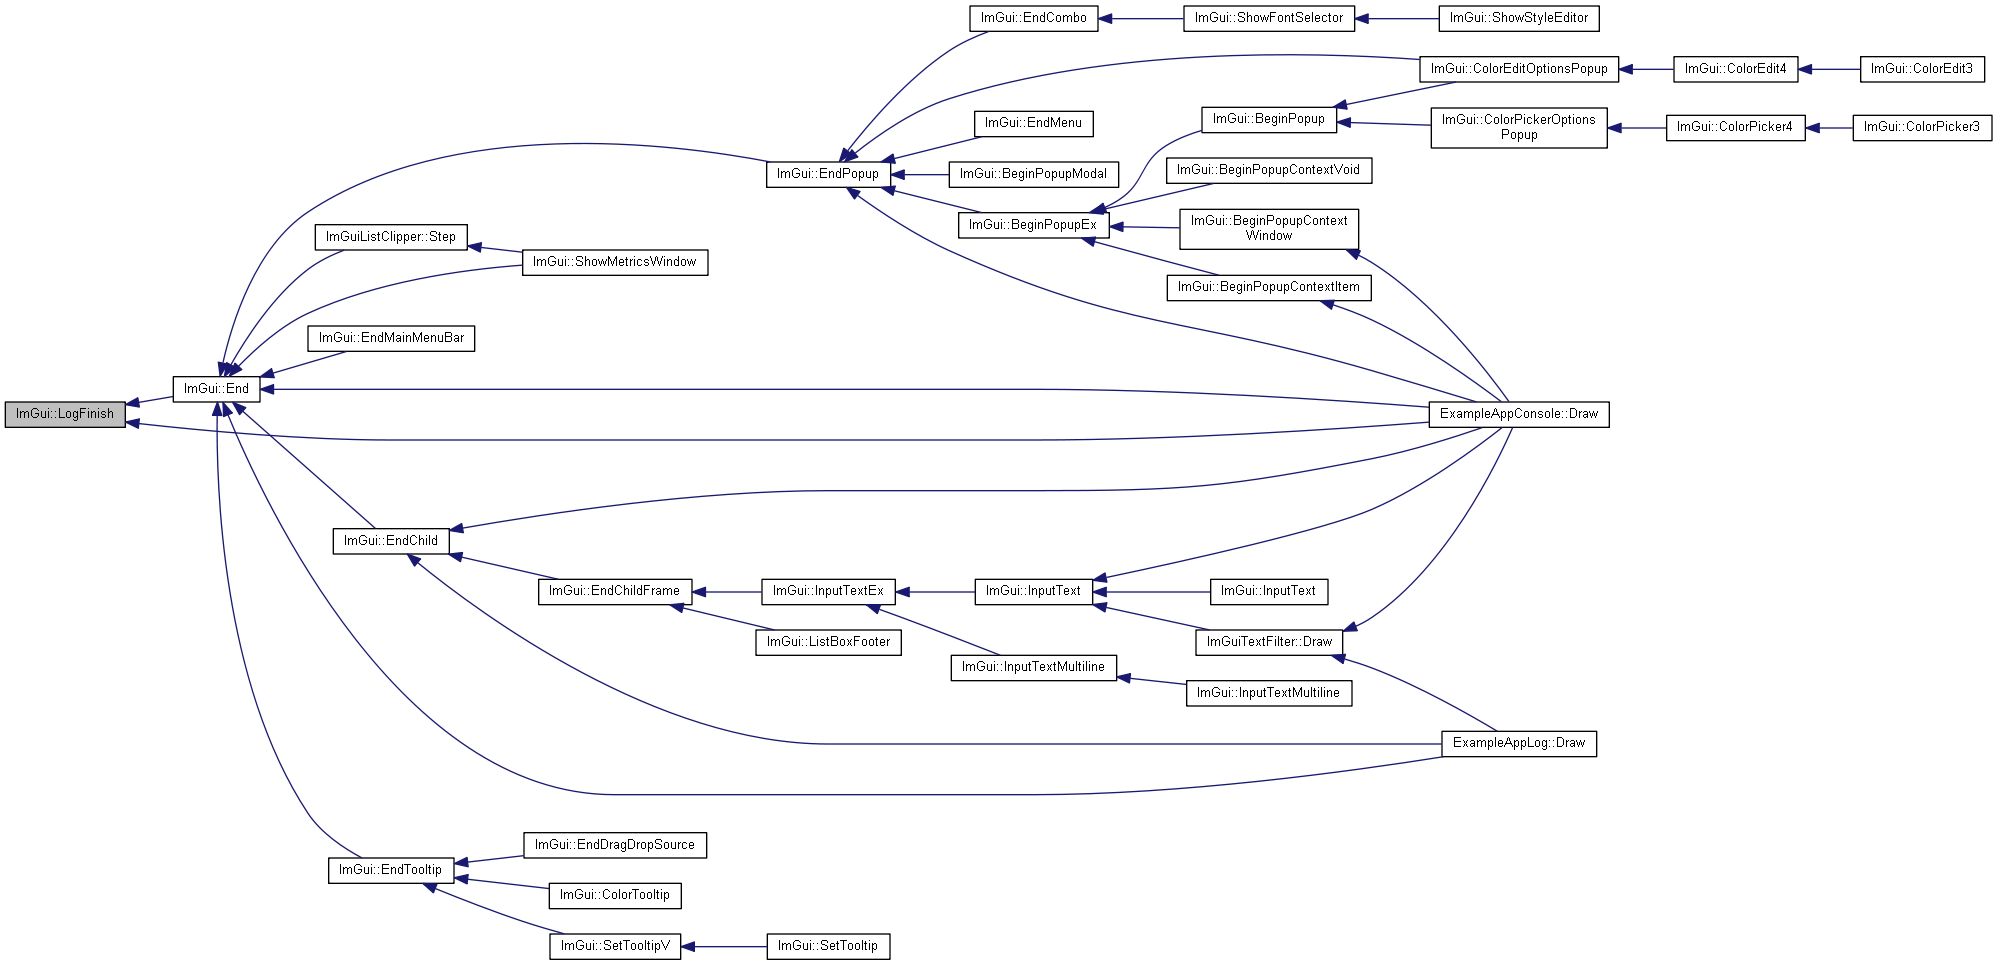 ImGui::EndCombo
ImGui::ShowFontSelector
ImGui::ShowStyleEditor
ImGui::ColorEditOptionsPopup
ImGui::ColorEdit4
ImGui::ColorEdit3
ImGui::EndMenu
ImGui::BeginPopup
ImGui::ColorPickerOptions
Popup
ImGui::ColorPicker4
ImGui::ColorPicker3
ImGui::EndPopup
ImGui::BeginPopupModal
ImGui::BeginPopupContextVoid
ImGui::BeginPopupEx
ImGui::BeginPopupContext
Window
ImGuiListClipper::Step
ImGui::ShowMetricsWindow
ImGui::BeginPopupContextItem
ImGui::EndMainMenuBar
ImGui::End
ImGui::LogFinish
ExampleAppConsole::Draw
ImGui::EndChild
ImGui::EndChildFrame
ImGui::InputTextEx
ImGui::InputText
ImGui::InputText
ImGui::ListBoxFooter
ImGuiTextFilter::Draw
ImGui::InputTextMultiline
ImGui::InputTextMultiline
ExampleAppLog::Draw
ImGui::EndTooltip
ImGui::EndDragDropSource
ImGui::ColorTooltip
ImGui::SetTooltipV
ImGui::SetTooltip